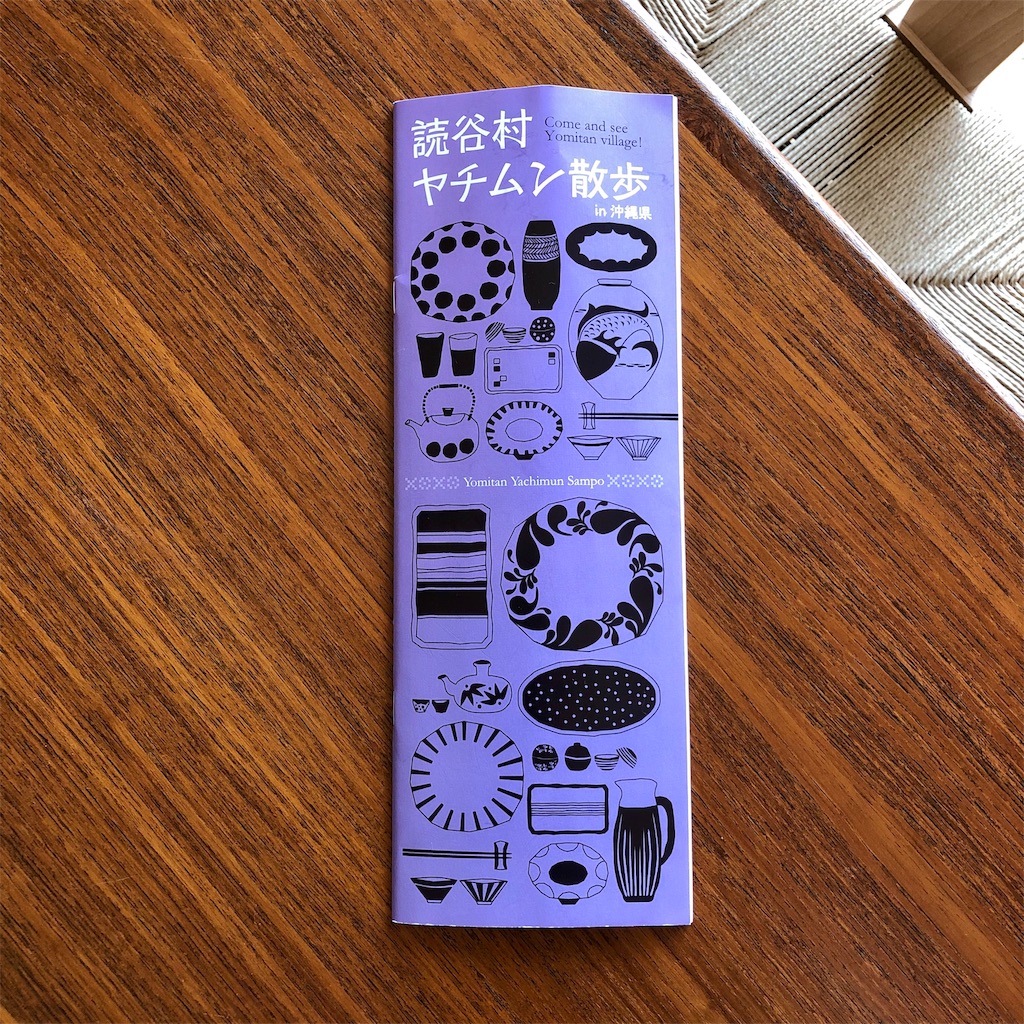 読谷村
Come and see
Yomitan village!
ヤチムン散歩
in 沖縄県
Yomitan Yachimun Sampo